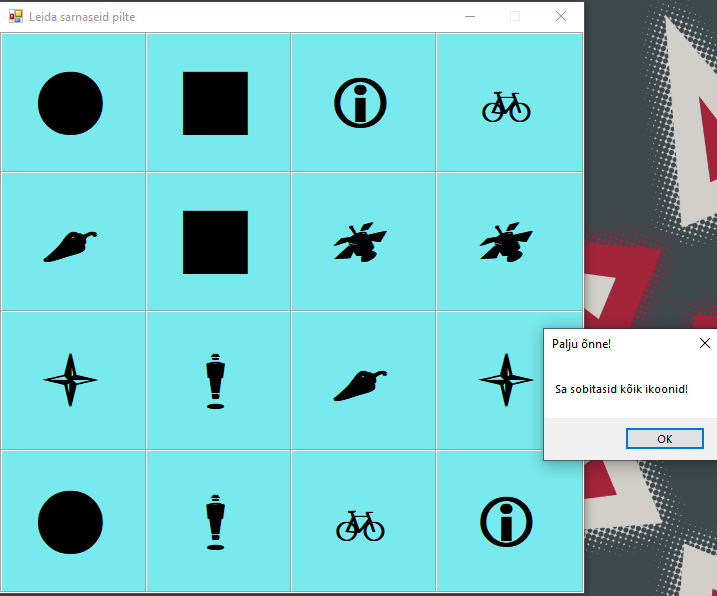 Leida sarnaseid pilte
Palju õnne!
Sa sobitasid kõik ikoonid!
OK